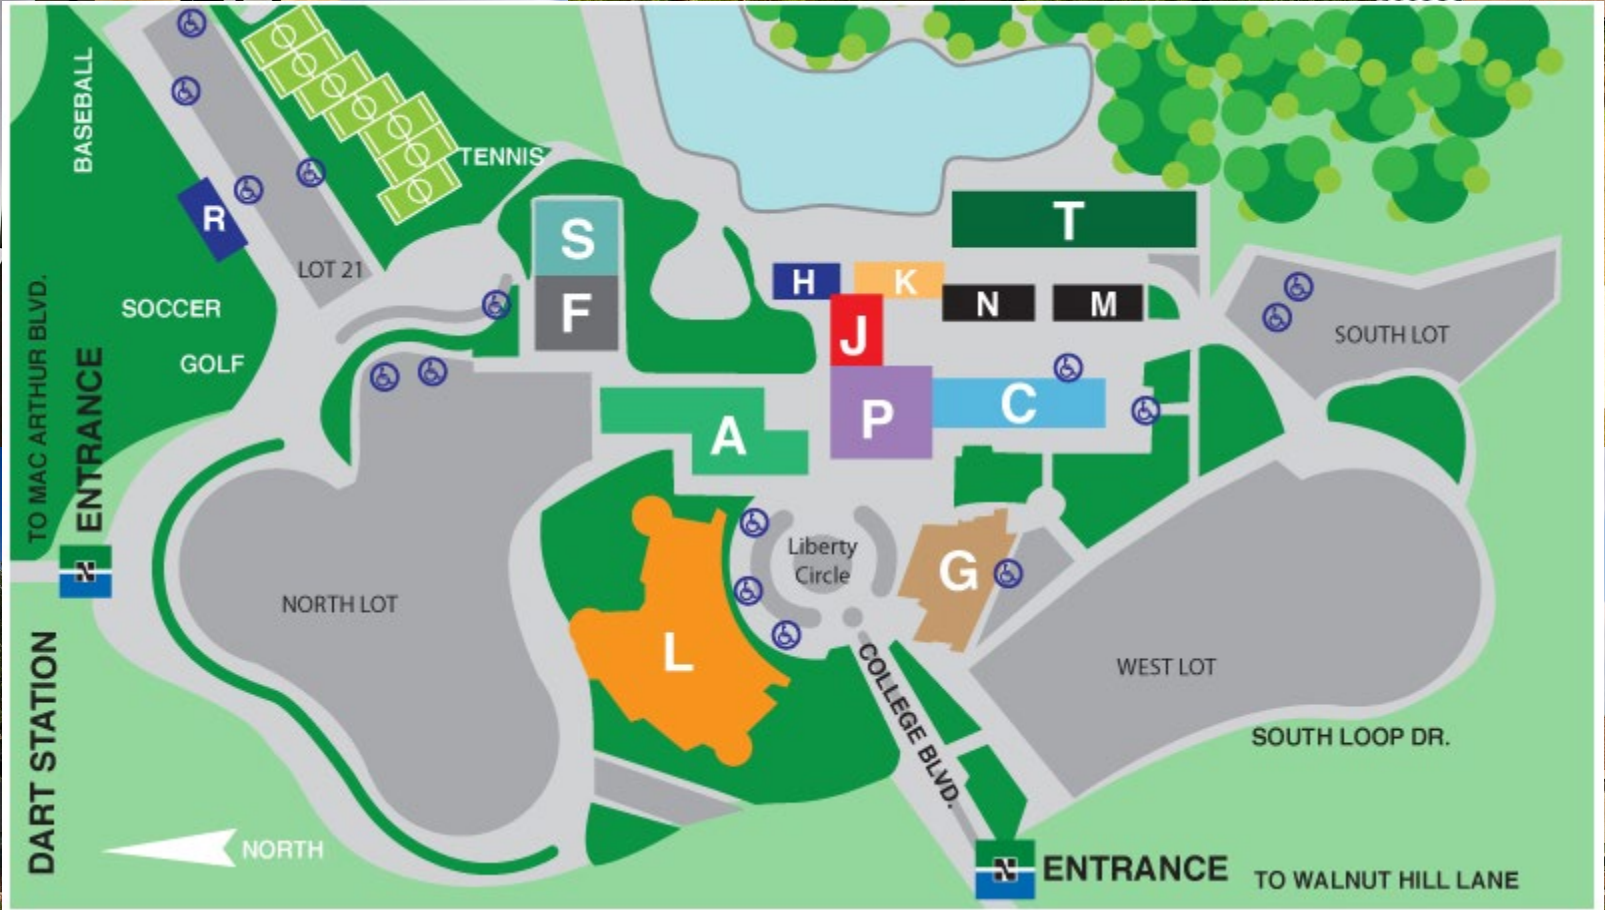 BASEBALL
TENNIS
R
LOT 21
S
F
T
H
K
N
M
J
SOUTH LOT
SOCCER
GOLF
TO MAC ARTHUR BLVD.
ENTRANCE
A
P
C
Liberty
Circle
G
NORTH LOT
L
WEST LOT
COLLEGE BLVD.
SOUTH LOOP DR.
DART STATION
NORTH
N
ENTRANCE
TO WALNUT HILL LANE
N